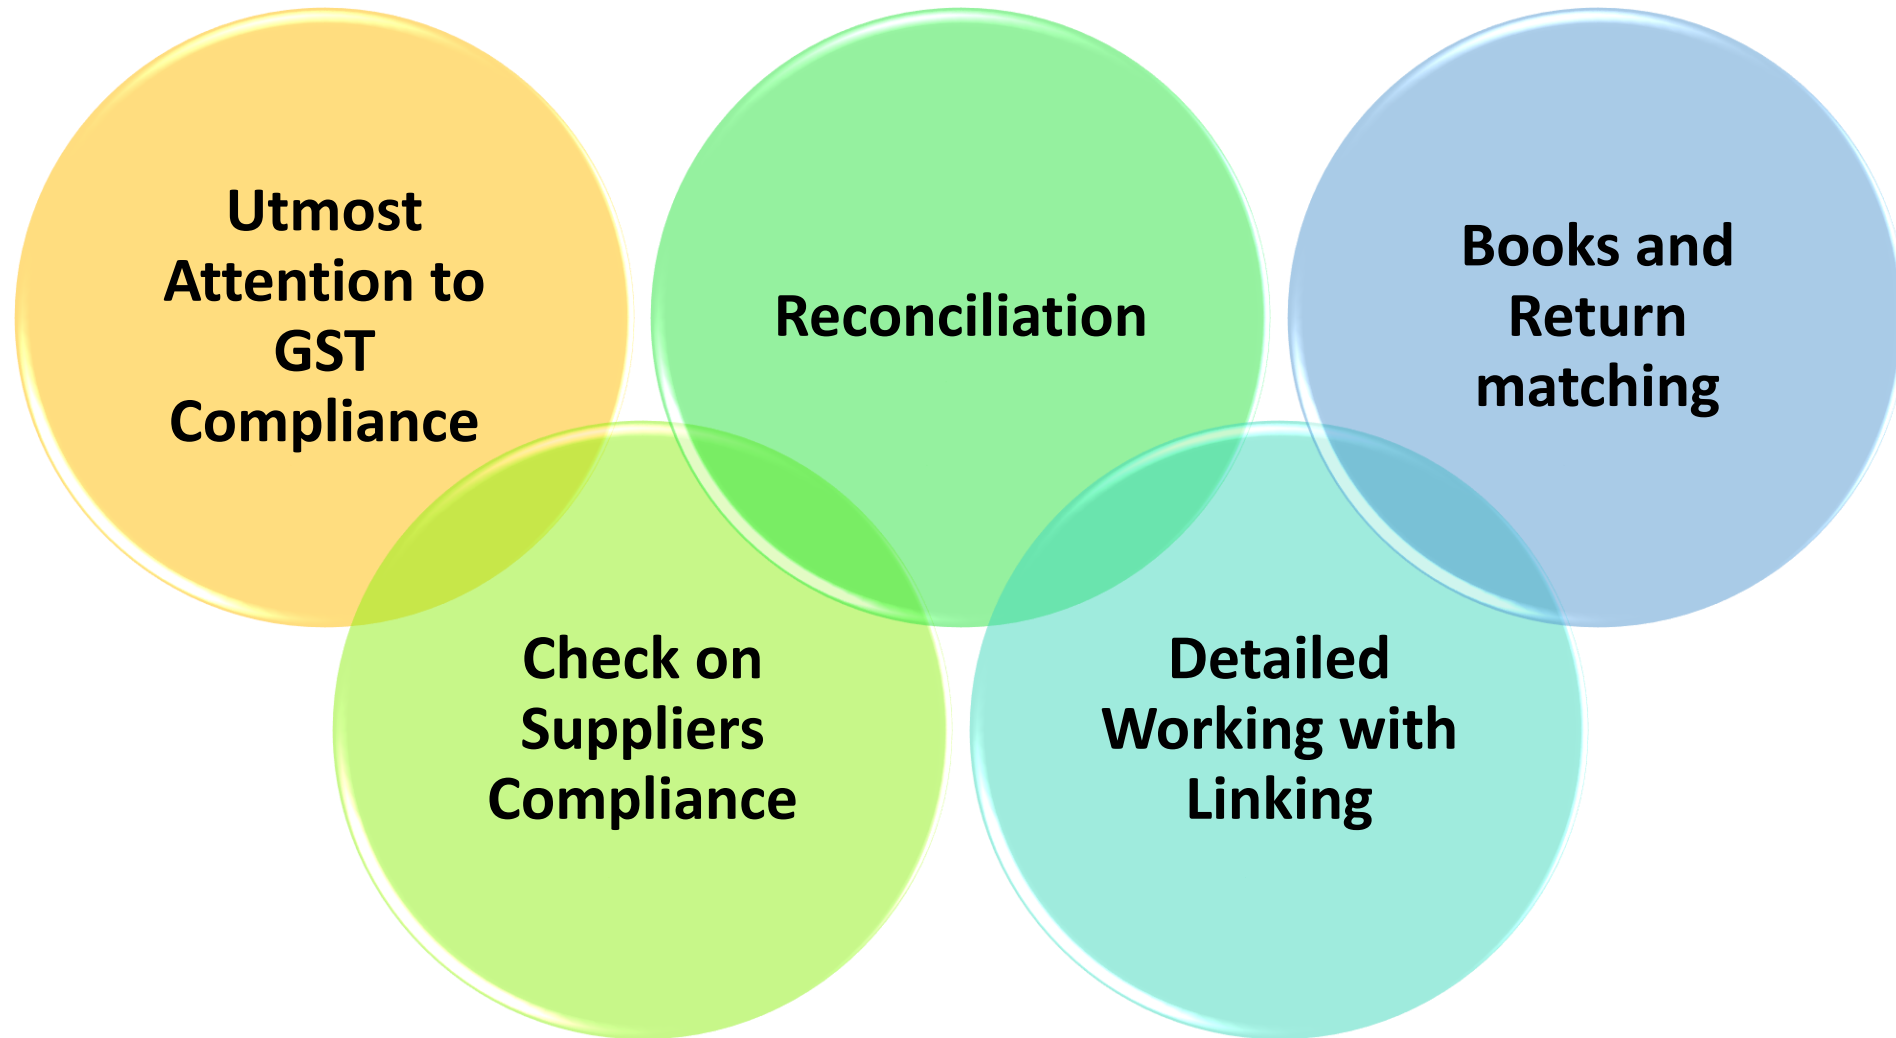 Utmost
Attention to
GST
Compliance
Check on
Suppliers
Compliance
Reconciliation
Detailed
Working with
Linking
Books and
Return
matching